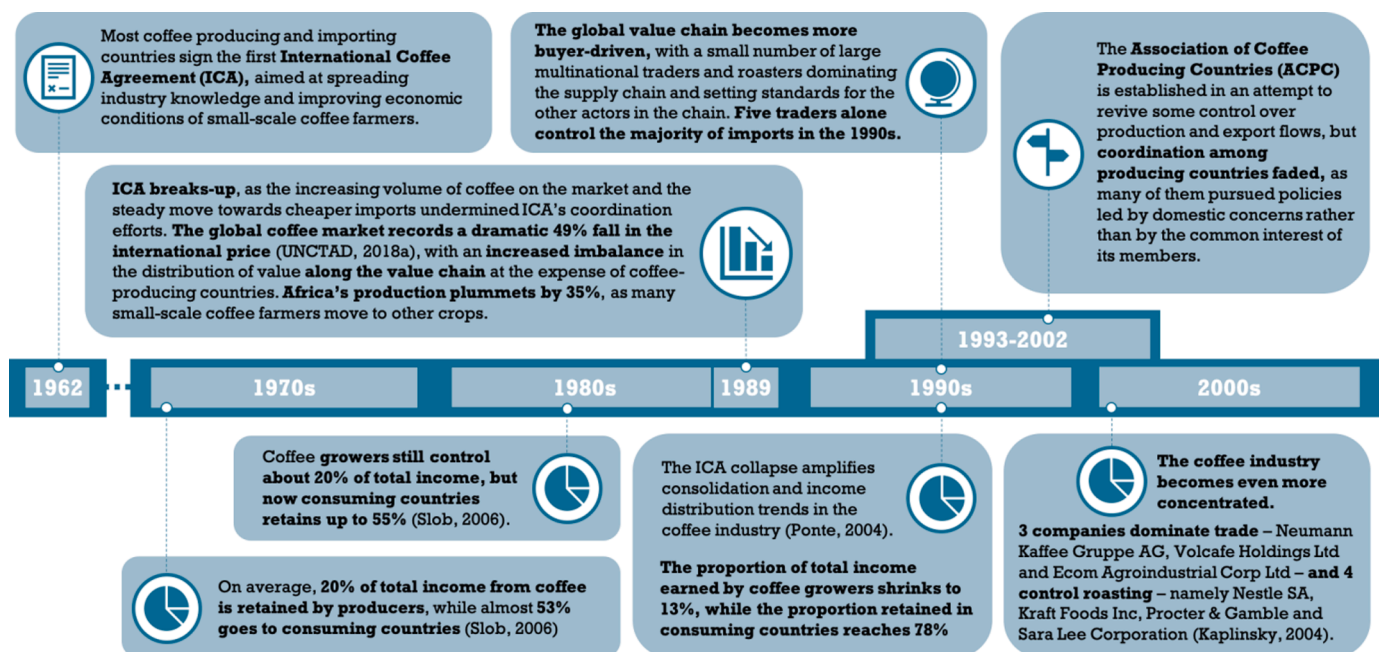 Most coffee producing and importing
countries sign the first International Coffee
Agreement (ICA), aimed at spreading
industry knowledge and improving economic
conditions of small-scale coffee farmers.
The global value chain becomes more
buyer-driven, with a small number of large
multinational traders and roasters dominating
the supply chain and setting standards for the
other actors in the chain. Five traders alone
control the majority of imports in the 1990s.
The Association of Coffee
Producing Countries (ACPC)
is established in an attempt to
revive some control over
production and export flows, but
coordination among
producing countries faded, as
many of them pursued policies
led by domestic concerns rather
than by the common interest of
its members.
ICA breaks-up, as the increasing volume of coffee on the market and the
steady move towards cheaper imports undermined ICA's coordination
efforts. The global coffee market records a dramatic 49% fall in the
international price (UNCTAD, 2018a), with an increased imbalance in
the distribution of value along the value chain at the expense of coffee-
producing countries. Africa's production plummets by 35%, as many
small-scale coffee farmers move to other crops.
1993-2002
1962
1970s
1980s
1989
1990s
2000s
Coffee growers still control
about 20% of total income, but
now consuming countries
retains up to 55% (Slob, 2006).
On average, 20% of total income from coffee
is retained by producers, while almost 53%
goes to consuming countries (Slob, 2006)
The ICA collapse amplifies
consolidation and income
distribution trends in the
coffee industry (Ponte, 2004).
The proportion of total income
earned by coffee growers shrinks to
13%, while the proportion retained in
consuming countries reaches 78%
The coffee industry
becomes even more
concentrated.
3 companies dominate trade – Neumann
Kaffee Gruppe AG, Volcafe Holdings Ltd
and Ecom Agroindustrial Corp Ltd – and 4
control roasting – namely Nestle SA,
Kraft Foods Inc, Procter & Gamble and
Sara Lee Corporation (Kaplinsky, 2004).